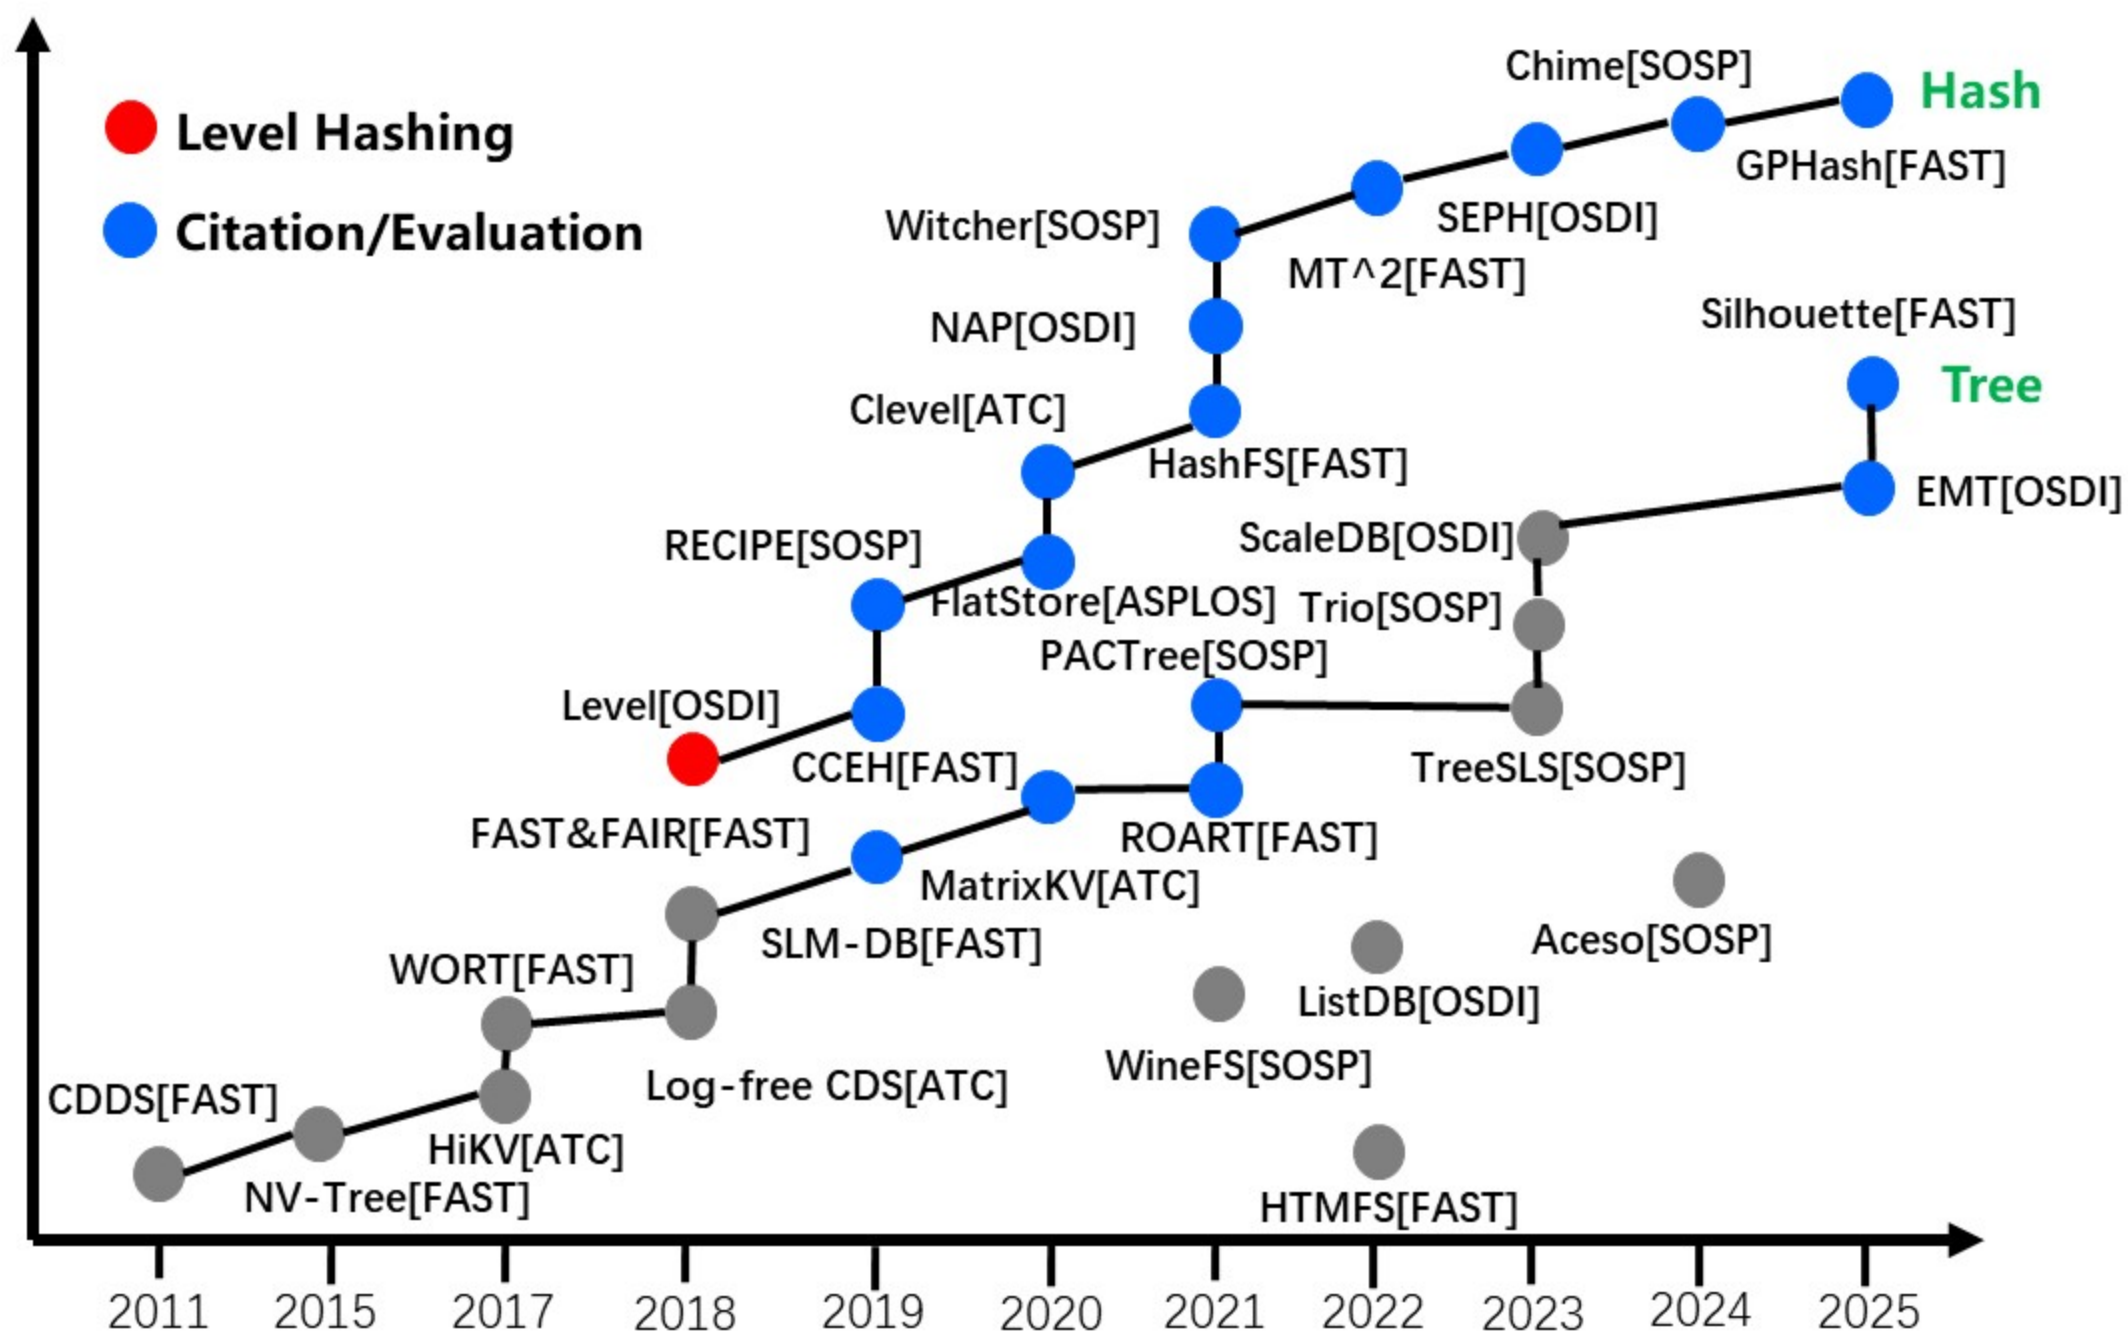 Level Hashing
Citation/Evaluation
Chime[SOSP]
Hash
GPHash[FAST]
SEPH[OSDI]
Witcher[SOSP]
MT^2[FAST]
NAP[OSDI]
Silhouette[FAST]
Tree
Clevel[ATC]
HashFS[FAST]
EMT[OSDI]
RECIPE[SOSP]
ScaleDB[OSDI]
FlatStore[ASPLOS]
Trio[SOSP]
PACTree[SOSP]
Level[OSDI]
CCEH[FAST]
TreeSLS[SOSP]
FAST&FAIR[FAST]
ROART[FAST]
MatrixKV[ATC]
SLM-DB[FAST]
Aceso[SOSP]
WORT[FAST]
ListDB[OSDI]
WineFS[SOSP]
Log-free CDS[ATC]
CDDS[FAST]
HiKV[ATC]
NV-Tree[FAST]
HTMFS[FAST]
2011 2015 2017 2018 2019 2020 2021 2022 2023 2024 2025